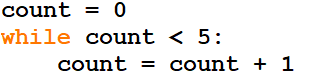 count = 0
while count < 5:
    count = count + 1